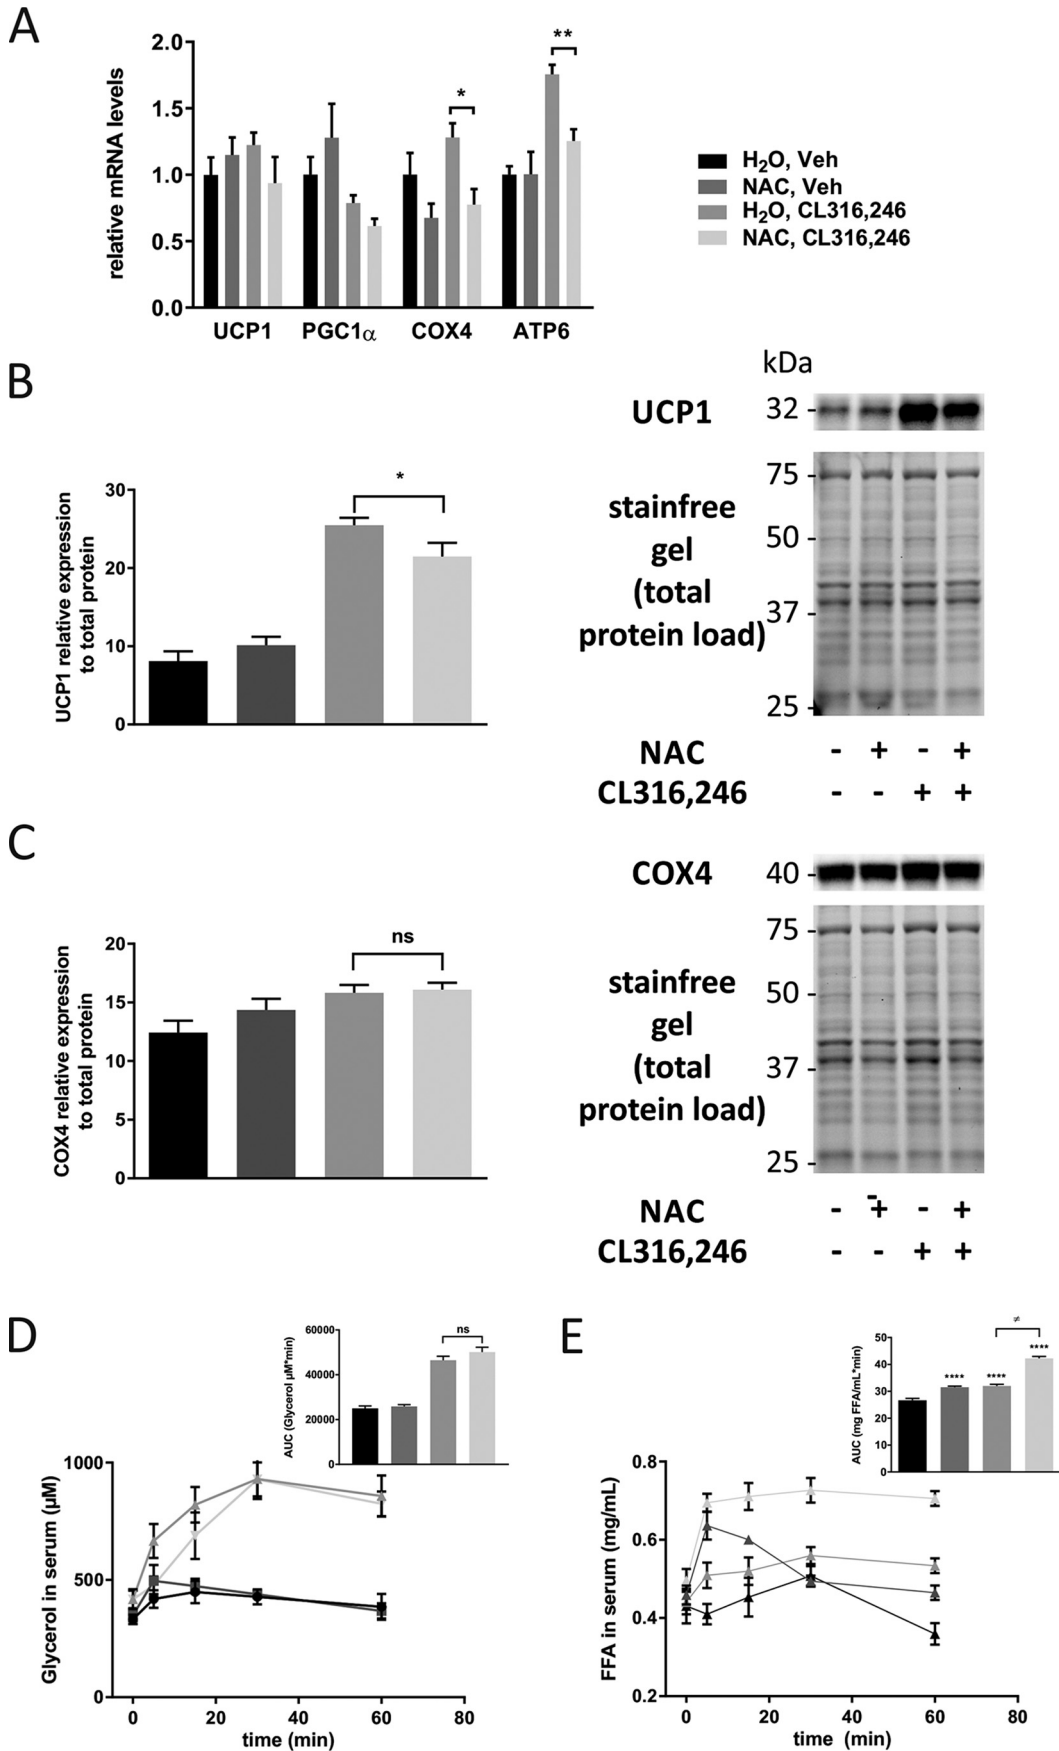 A
2.0
1.5
1.0
0.5
0.0
relative mRNA levels
*
**
UCP1 PGC1α COX4 ATP6
H₂O, Veh
NAC, Veh
H₂O, CL316,246
NAC, CL316,246
B
30
20
10
0
UCP1 relative expression
to total protein
*
kDa
UCP1 32 -
75 -
50 -
37 -
25 -
stainfree
gel
(total
protein load)
NAC - + - +
CL316,246 - - + +
C
20
15
10
5
0
COX4 relative expression
to total protein
ns
COX4 40 -
75 -
50 -
37 -
25 -
stainfree
gel
(total
protein load)
NAC - -+ - +
CL316,246 - - + +
D
60000
40000
20000
0
AUC (Glycerol µM*min)
ns
1000
500
0
Glycerol in serum (µM)
0 20 40 60 80
time (min)
E
50
40
30
20
10
0
AUC (mg FFA/mL*min)
≠
**** **** ****
0.8
0.6
0.4
0.2
FFA in serum (mg/mL)
0 20 40 60 80
time (min)